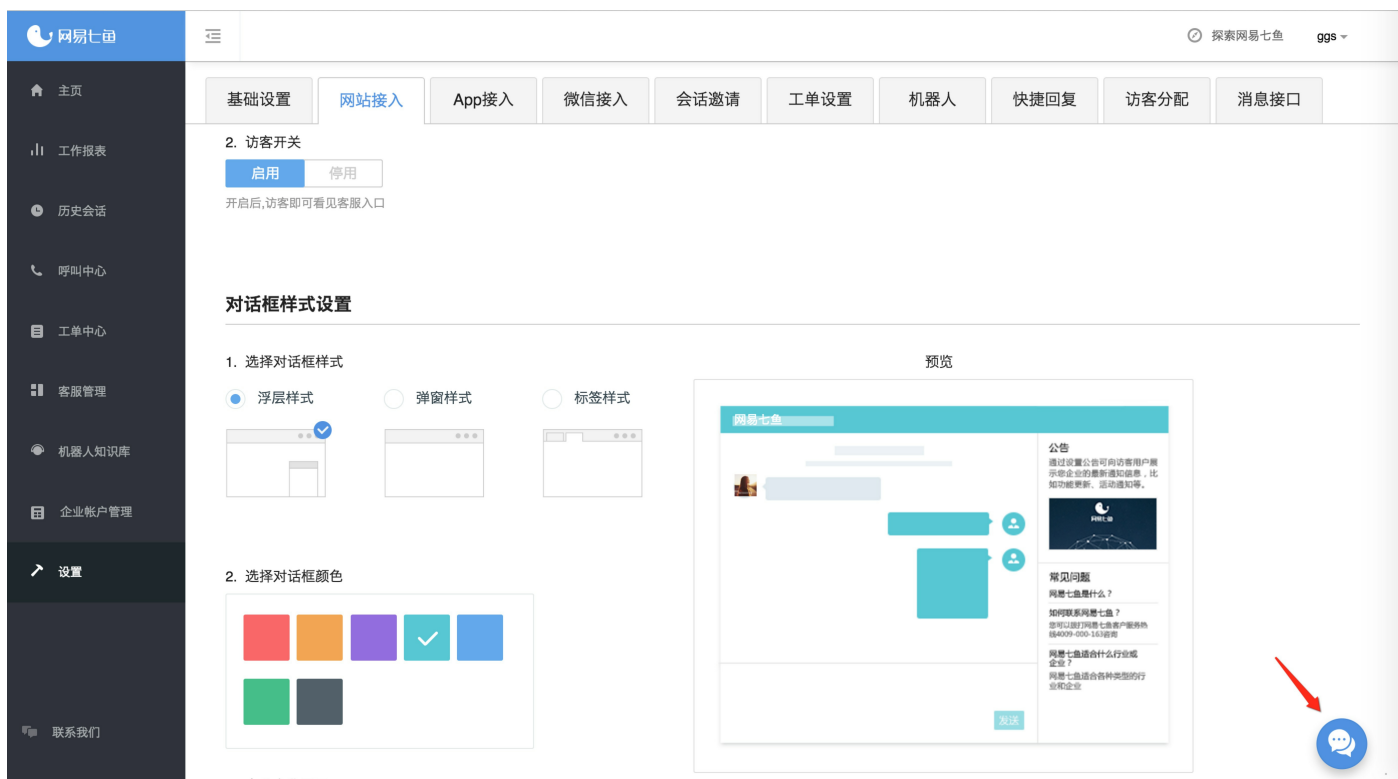 网易七鱼
探索网易七鱼
ggs
主页
工作报表
历史会话
呼叫中心
工单中心
客服管理
机器人知识库
企业帐户管理
设置
联系我们
基础设置
网站接入
App接入
微信接入
会话邀请
工单设置
机器人
快捷回复
访客分配
消息接口
2. 访客开关
启用
停用
开启后,访客即可看见客服入口
对话框样式设置
1. 选择对话框样式
浮层样式
弹窗样式
标签样式
2. 选择对话框颜色
预览
网易七鱼
公告
通过设置公告可向访客用户展
示您企业的最新通知信息，比
如功能更新、活动通知等。
网易七鱼
常见问题
网易七鱼是什么？
如何联系网易七鱼？
您可以拨打网易七鱼客户服务热
线4009-000-163咨询
网易七鱼适合什么行业或
企业？
网易七鱼适合各种类型的行
业和企业
发送